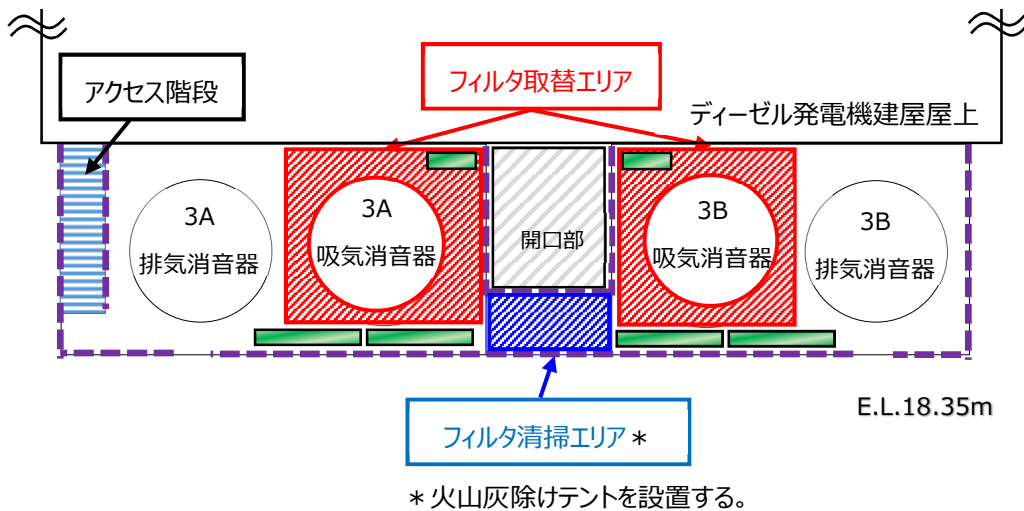 アクセス階段
フィルタ取替エリア
ディーゼル発電機建屋屋上
3A
排気消音器
3A
吸気消音器
開口部
3B
吸気消音器
3B
排気消音器
E.L.18.35m
フィルタ清掃エリア＊
＊火山灰除けテントを設置する。